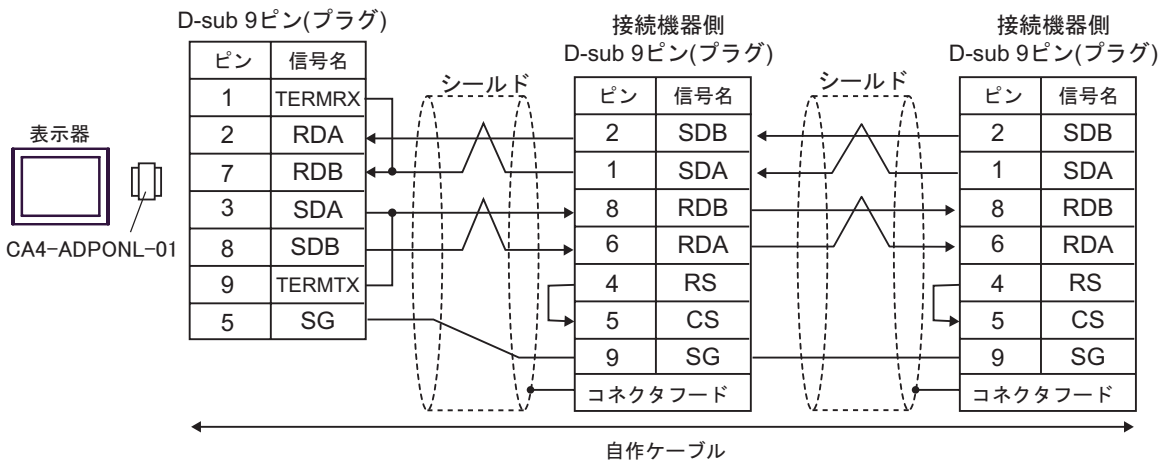 D-sub 9ピン(プラグ)
ピン 信号名
1 TERMRX
2 RDA
7 RDB
3 SDA
8 SDB
9 TERMTX
5 SG
表示器
CA4-ADPONL-01
シールド
接続機器側
D-sub 9ピン(プラグ)
ピン 信号名
2 SDB
1 SDA
8 RDB
6 RDA
4 RS
5 CS
9 SG
コネクタフード
シールド
接続機器側
D-sub 9ピン(プラグ)
ピン 信号名
2 SDB
1 SDA
8 RDB
6 RDA
4 RS
5 CS
9 SG
コネクタフード
自作ケーブル